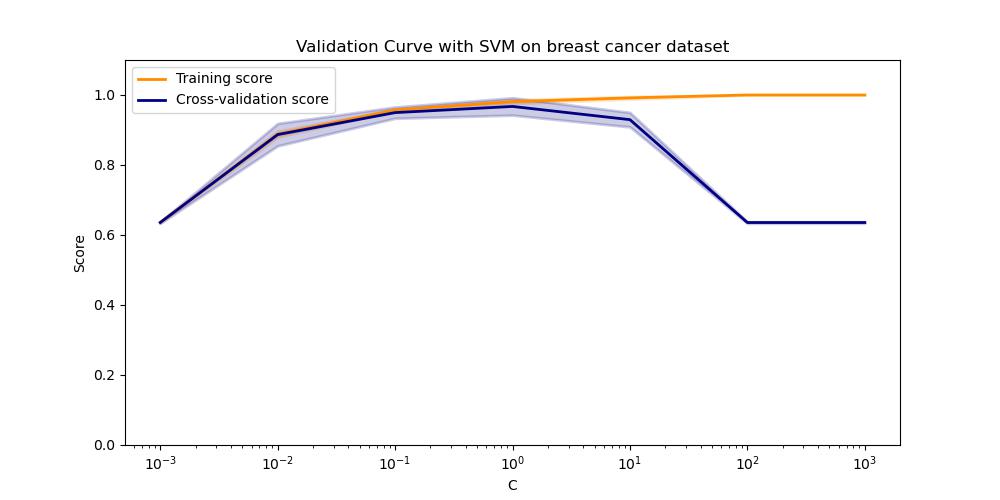 Validation Curve with SVM on breast cancer dataset
Training score
Cross-validation score
1.0
0.8
0.6
0.4
0.2
0.0
Score
10⁻³ 10⁻² 10⁻¹ 10⁰ 10¹ 10² 10³
C